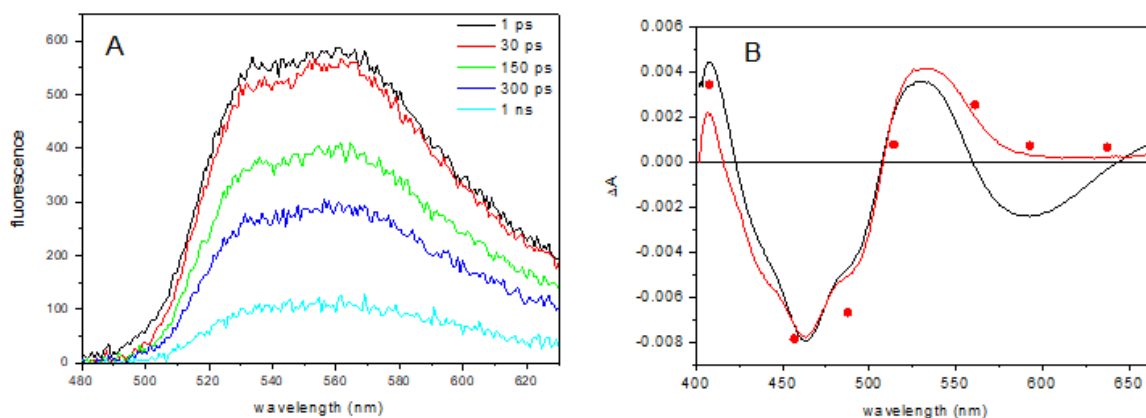 A
1 ps
30 ps
150 ps
300 ps
1 ns
fluorescence
600
500
400
300
200
100
0
480 500 520 540 560 580 600 620
wavelength (nm)
B
ΔA
0.006
0.004
0.002
0.000
-0.002
-0.004
-0.006
-0.008
400 450 500 550 600 650
wavelength (nm)